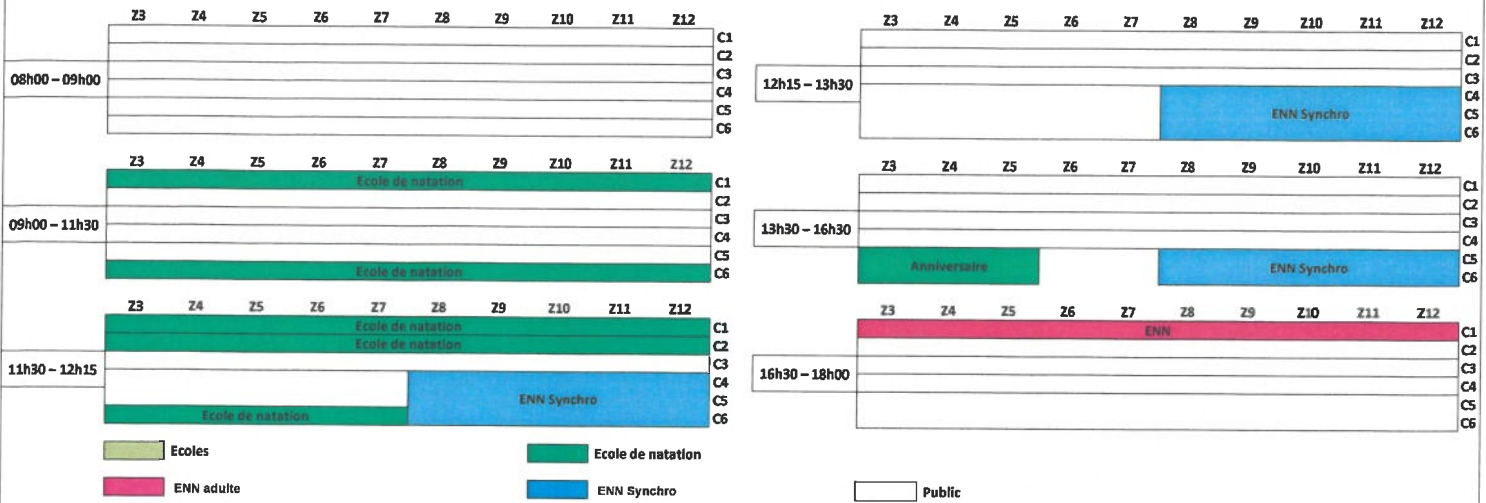 Z3 Z4 Z5 Z6 Z7 Z8 Z9 Z10 Z11 Z12
08h00 – 09h00
C1
C2
C3
C4
C5
C6
Z3 Z4 Z5 Z6 Z7 Z8 Z9 Z10 Z11 Z12
09h00 – 11h30
Ecole de natation C1
C2
C3
C4
C5
Ecole de natation C6
Z3 Z4 Z5 Z6 Z7 Z8 Z9 Z10 Z11 Z12
11h30 – 12h15
Ecole de natation C1
Ecole de natation C2
C3
C4
ENN Synchro C5
Ecole de natation C6
Z3 Z4 Z5 Z6 Z7 Z8 Z9 Z10 Z11 Z12
12h15 – 13h30
C1
C2
C3
C4
ENN Synchro C5
C6
Z3 Z4 Z5 Z6 Z7 Z8 Z9 Z10 Z11 Z12
13h30 – 16h30
C1
C2
C3
C4
Anniversaire ENN Synchro C5
C6
Z3 Z4 Z5 Z6 Z7 Z8 Z9 Z10 Z11 Z12
16h30 – 18h00
ENN C1
C2
C3
C4
C5
C6
Ecoles
Ecole de natation
ENN adulte
ENN Synchro
Public